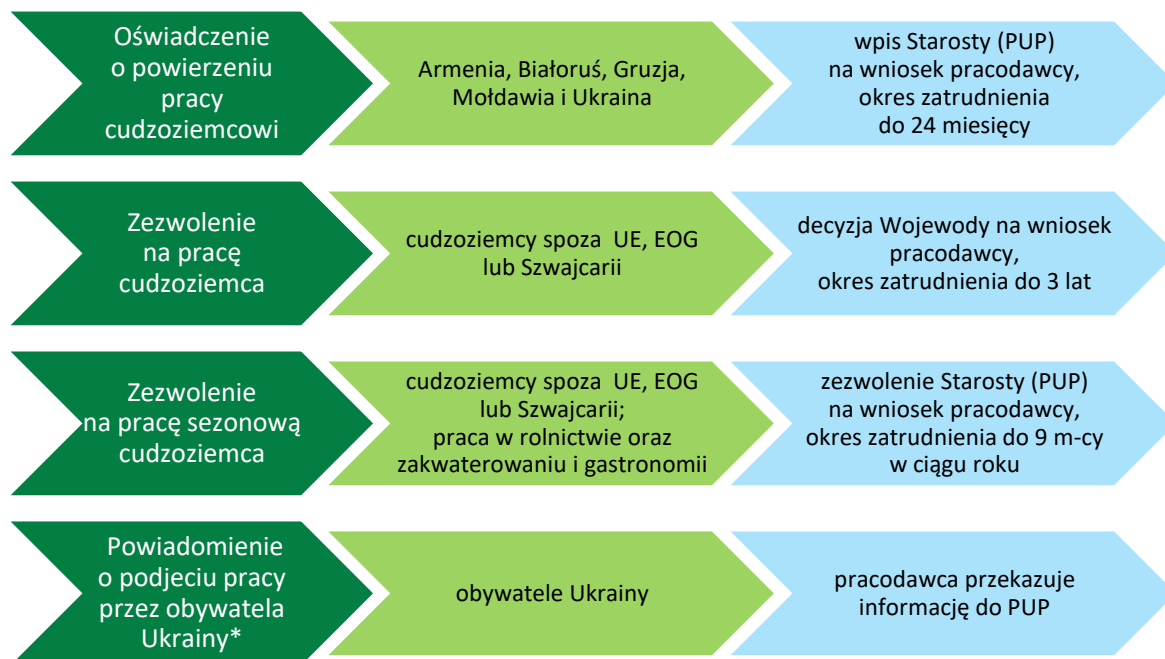 Oświadczenie
o powierzeniu
pracy
cudzoziemcowi
Armenia, Białoruś, Gruzja,
Mołdawia i Ukraina
wpis Starosty (PUP)
na wniosek pracodawcy,
okres zatrudnienia
do 24 miesięcy
Zezwolenie
na pracę
cudzoziemca
cudzoziemcy spoza UE, EOG
lub Szwajcarii
decyzja Wojewody na wniosek
pracodawcy,
okres zatrudnienia do 3 lat
Zezwolenie
na pracę sezonową
cudzoziemca
cudzoziemcy spoza UE, EOG
lub Szwajcarii;
praca w rolnictwie oraz
zakwaterowaniu i gastronomii
zezwolenie Starosty (PUP)
na wniosek pracodawcy,
okres zatrudnienia do 9 m-cy
w ciągu roku
Powiadomienie
o podjeciu pracy
przez obywatela
Ukrainy*
obywatele Ukrainy
pracodawca przekazuje
informację do PUP